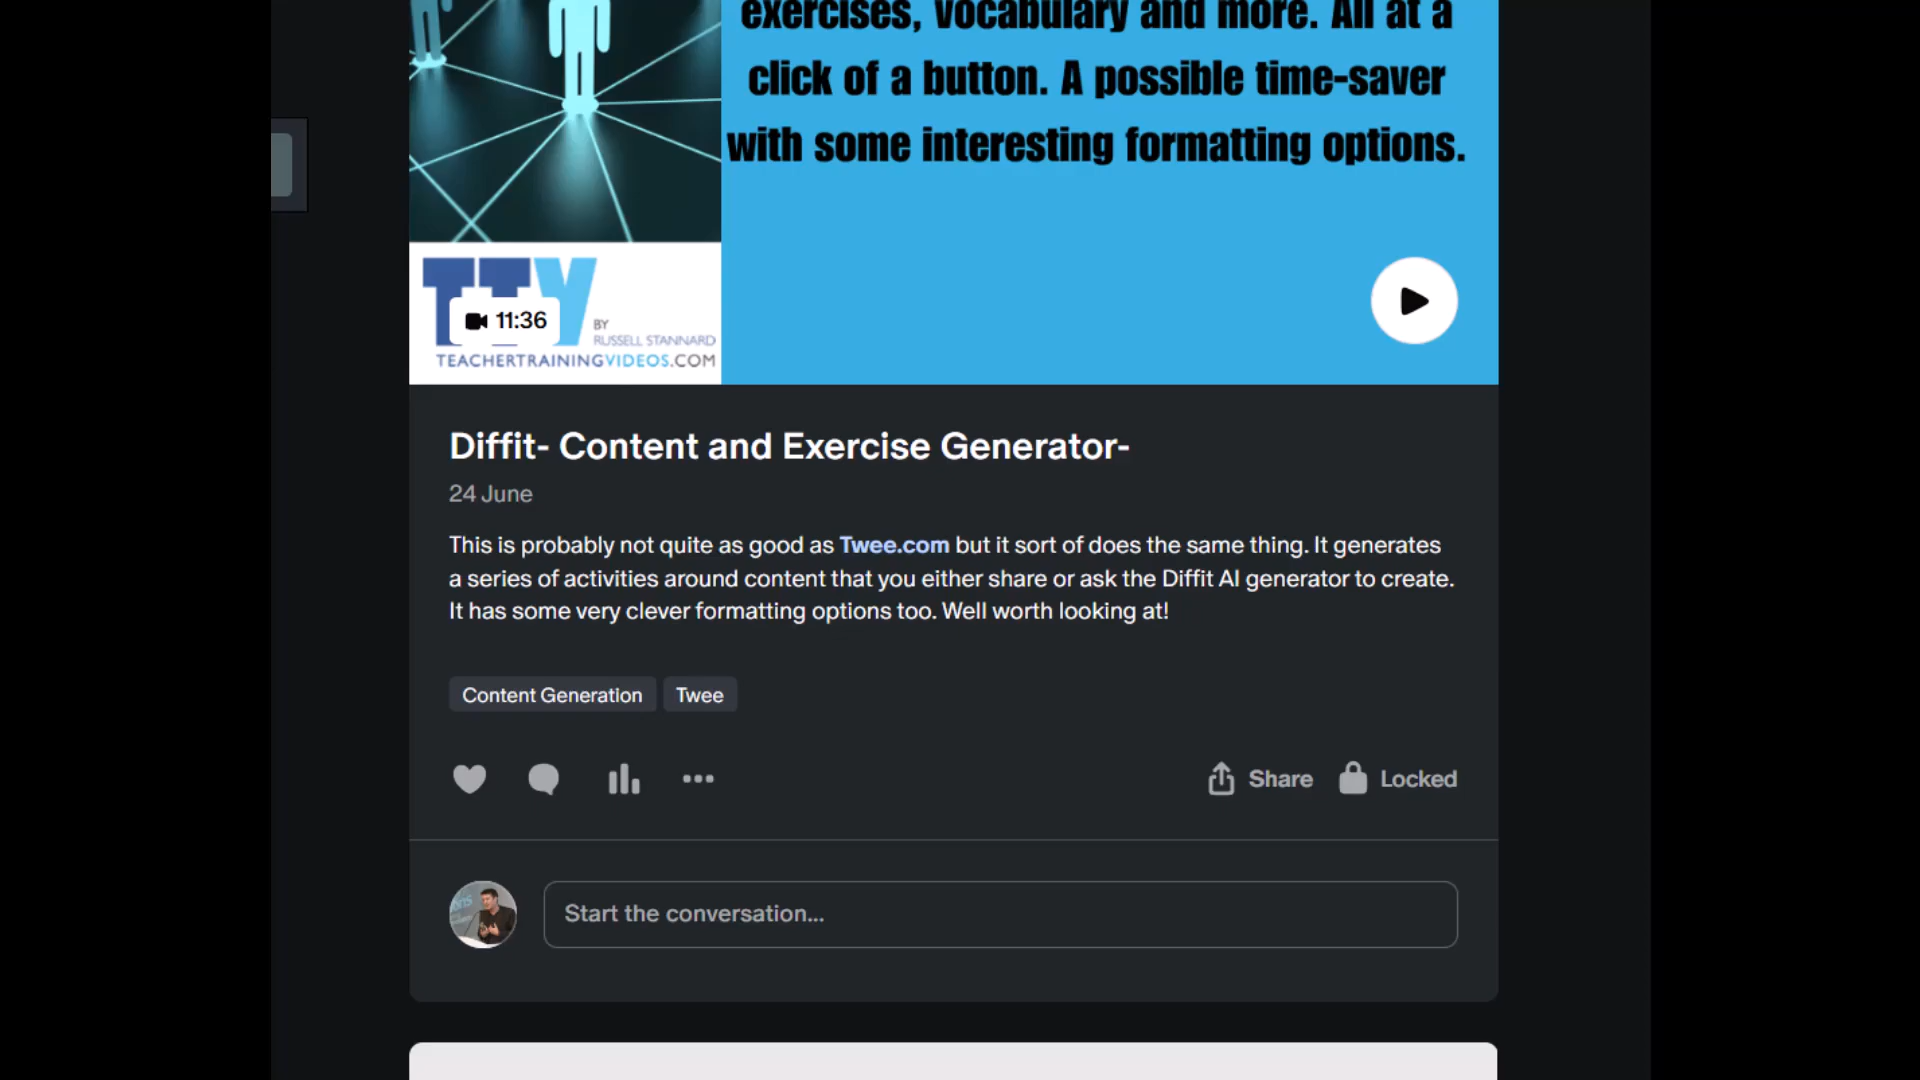 exercises, vocabulary and more. All at a
click of a button. A possible time-saver
with some interesting formatting options.
TTV
11:36
BY
RUSSELL STANNARD
TEACHERTRAININGVIDEOS.COM
Diffit- Content and Exercise Generator-
24 June
This is probably not quite as good as Twee.com but it sort of does the same thing. It generates
a series of activities around content that you either share or ask the Diffit AI generator to create.
It has some very clever formatting options too. Well worth looking at!
Content Generation
Twee
Share
Locked
Start the conversation...